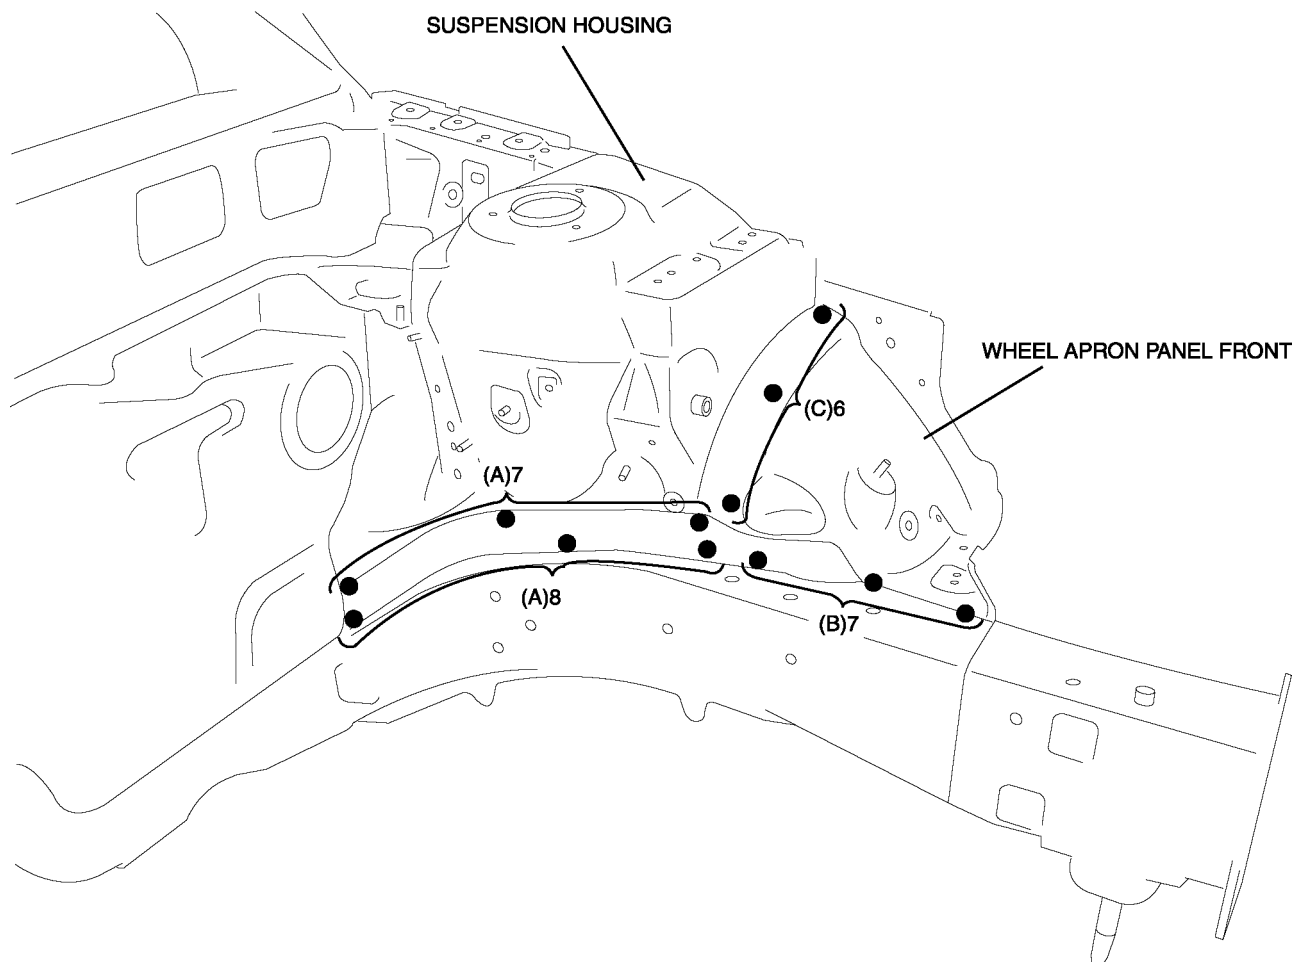 SUSPENSION HOUSING
WHEEL APRON PANEL FRONT
(C)6
(A)7
(A)8
(B)7